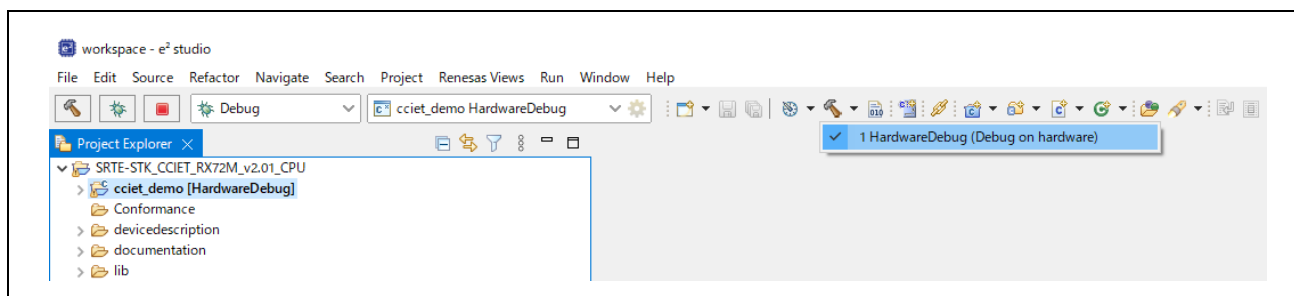 workspace - e² studio
File Edit Source Refactor Navigate Search Project Renesas Views Run Window Help
Debug cciet_demo HardwareDebug 010
Project Explorer 1 HardwareDebug (Debug on hardware)
SRTE-STK_CCIET_RX72M_v2.01_CPU
cciet_demo [HardwareDebug]
Conformance
devicedescription
documentation
lib